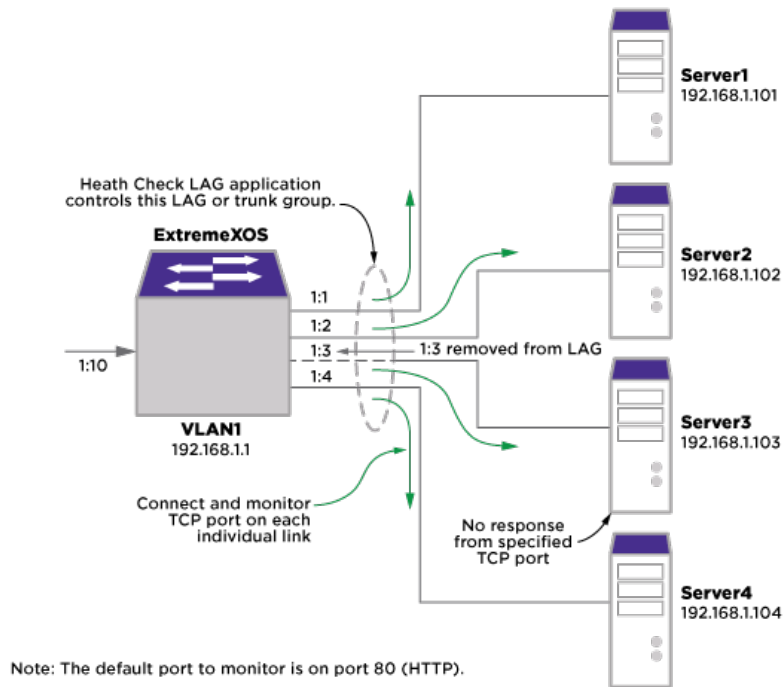 Server1
192.168.1.101
Heath Check LAG application
controls this LAG or trunk group.
ExtremeXOS
Server2
192.168.1.102
1:1
1:2
1:3
1:3 removed from LAG
1:4
1:10
VLAN1
192.168.1.1
Server3
192.168.1.103
Connect and monitor
TCP port on each
individual link
No response
from specified
TCP port
Server4
192.168.1.104
Note: The default port to monitor is on port 80 (HTTP).